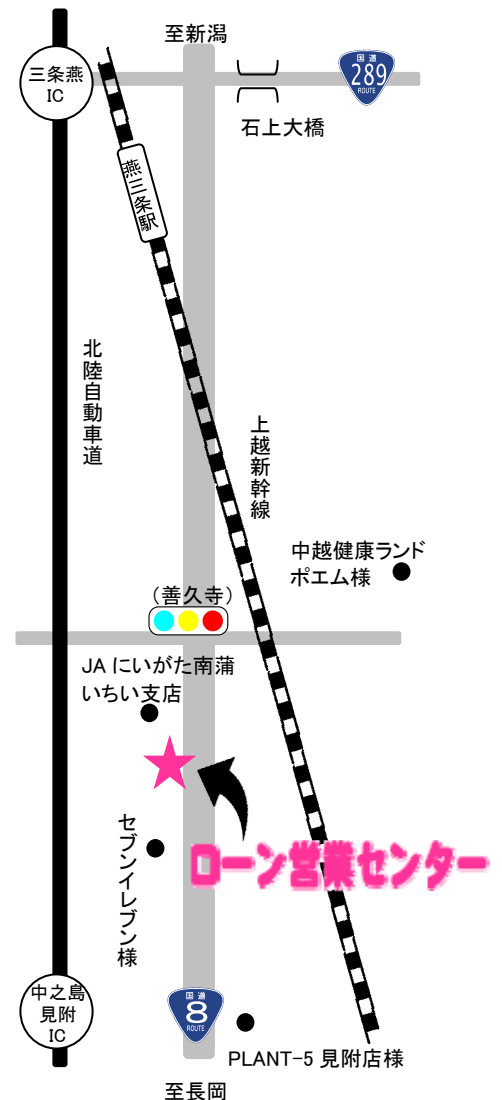 至新潟
三条燕
IC
国道
289
ROUTE
石上大橋
燕三条駅
北陸自動車道
上越新幹線
中越健康ランド
ポエム様
(善久寺)
JA にいがた南蒲
いちい支店
セブンイレブン様
ローン営業センター
中之島
見附
IC
国道
8
ROUTE
PLANT-5 見附店様
至長岡